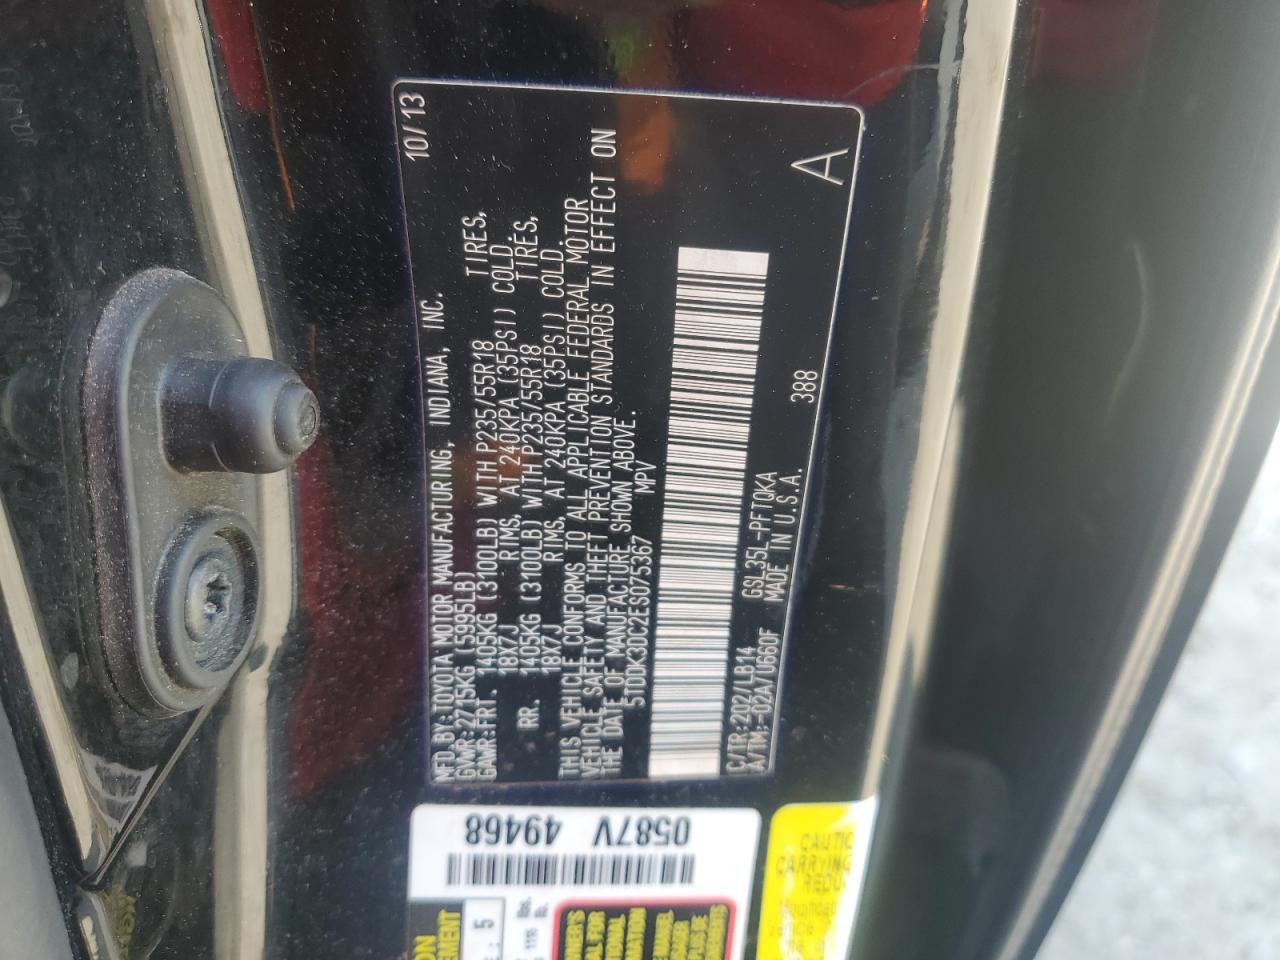 MFD.BY:TOYOTA MOTOR MANUFACTURING, INDIANA, INC. 10/13
GVWR:2715KG (5995LB)
GAWR:FRT. 1405KG (3100LB) WITH P235/55R18 TIRES,
18X7J RIMS, AT 240KPA (35PSI) COLD.
RR. 1405KG (3100LB) WITH P235/55R18 TIRES,
18X7J RIMS, AT 240KPA (35PSI) COLD.
THIS VEHICLE CONFORMS TO ALL APPLICABLE FEDERAL MOTOR
VEHICLE SAFETY AND THEFT PREVENTION STANDARDS IN EFFECT ON
THE DATE OF MANUFACTURE SHOWN ABOVE.
5TDDK3DC2ES075367 MPV
C/TR:202/LB14 GSL35L-PFTQKA
A/TM:-02A/U660F MADE IN U.S.A. 388 A
0587V 49468
5
CAUTIO
CARRYING
REDU